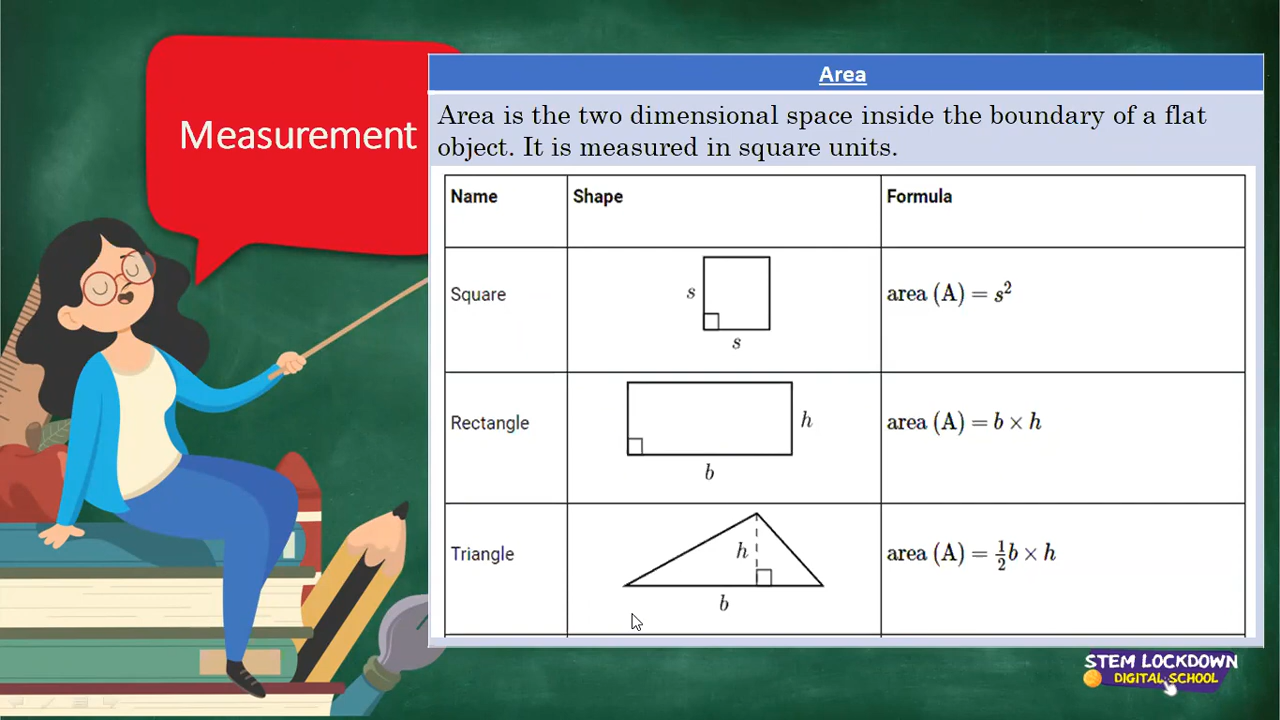 Measurement
Area
Area is the two dimensional space inside the boundary of a flat
object. It is measured in square units.
Name Shape Formula
s
Square area (A) = s²
s
Rectangle h area (A) = b × h
b
Triangle h area (A) = ½b × h
b
STEM LOCKDOWN
DIGITAL SCHOOL